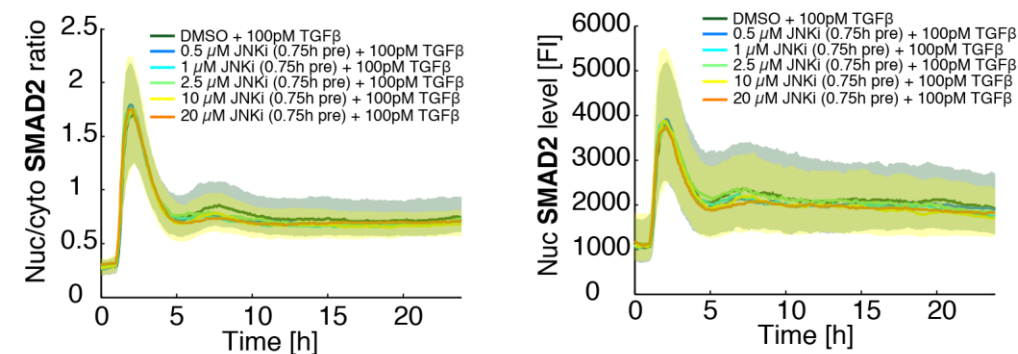 Nuc/cyto SMAD2 ratio
2.5
2
1.5
1
0.5
0
DMSO + 100pM TGFβ
0.5 µM JNKi (0.75h pre) + 100pM TGFβ
1 µM JNKi (0.75h pre) + 100pM TGFβ
2.5 µM JNKi (0.75h pre) + 100pM TGFβ
10 µM JNKi (0.75h pre) + 100pM TGFβ
20 µM JNKi (0.75h pre) + 100pM TGFβ
0 5 10 15 20
Time [h]
Nuc SMAD2 level [FI]
6000
5000
4000
3000
2000
1000
0
DMSO + 100pM TGFβ
0.5 µM JNKi (0.75h pre) + 100pM TGFβ
1 µM JNKi (0.75h pre) + 100pM TGFβ
2.5 µM JNKi (0.75h pre) + 100pM TGFβ
10 µM JNKi (0.75h pre) + 100pM TGFβ
20 µM JNKi (0.75h pre) + 100pM TGFβ
0 5 10 15 20
Time [h]